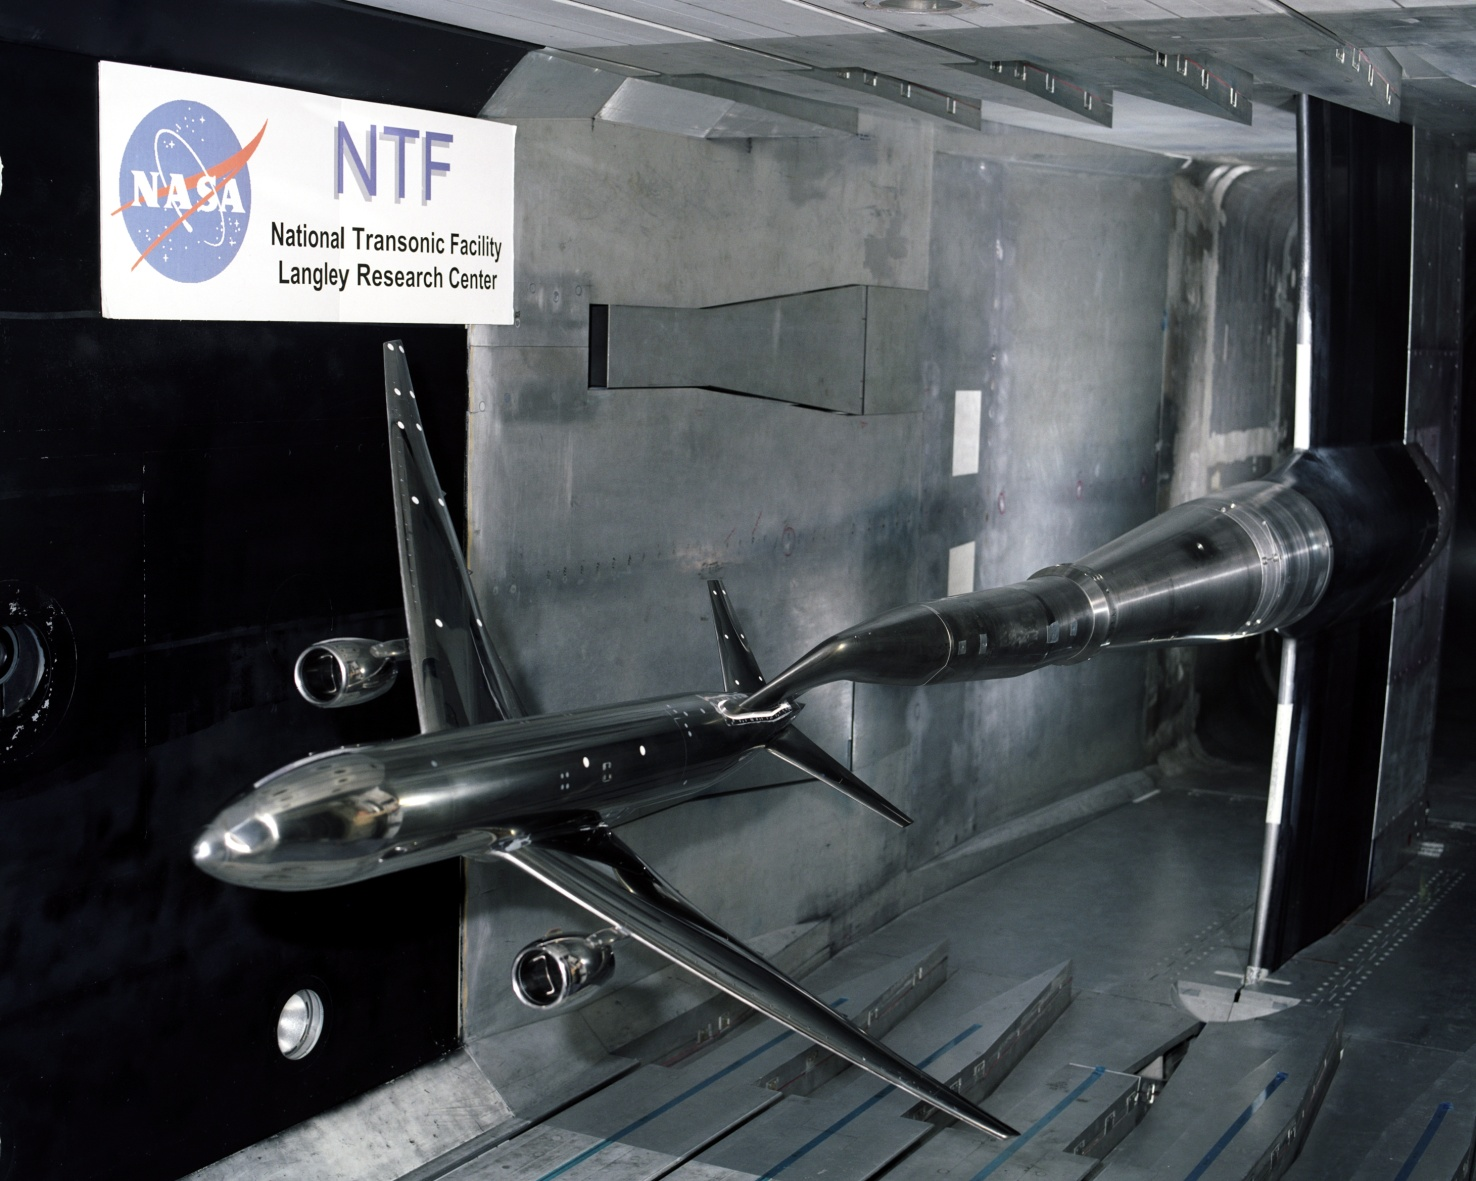 NASA
NTF
National Transonic Facility
Langley Research Center